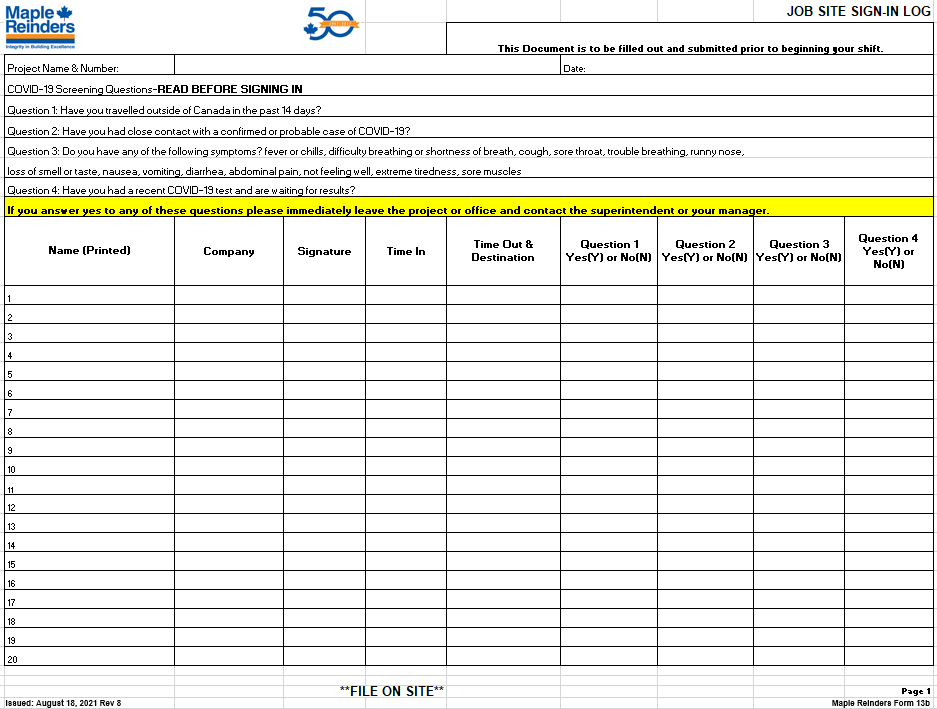 Maple
Reinders
Integrity in Building Excellence
50
JOB SITE SIGN-IN LOG
This Document is to be filled out and submitted prior to beginning your shift.
Project Name & Number:
Date:
COVID-19 Screening Questions-READ BEFORE SIGNING IN
Question 1: Have you travelled outside of Canada in the past 14 days?
Question 2: Have you had close contact with a confirmed or probable case of COVID-19?
Question 3: Do you have any of the following symptoms? fever or chills, difficulty breathing or shortness of breath, cough, sore throat, trouble breathing, runny nose,
loss of smell or taste, nausea, vomiting, diarrhea, abdominal pain, not feeling well, extreme tiredness, sore muscles
Question 4: Have you had a recent COVID-19 test and are waiting for results?
If you answer yes to any of these questions please immediately leave the project or office and contact the superintendent or your manager.
Name (Printed)
Company
Signature
Time In
Time Out &
Destination
Question 1
Yes(Y) or No(N)
Question 2
Yes(Y) or No(N)
Question 3
Yes(Y) or No(N)
Question 4
Yes(Y) or
No(N)
1
2
3
4
5
6
7
8
9
10
11
12
13
14
15
16
17
18
19
20
**FILE ON SITE**
Page 1
Issued: August 18, 2021 Rev 8
Maple Reinders Form 13b